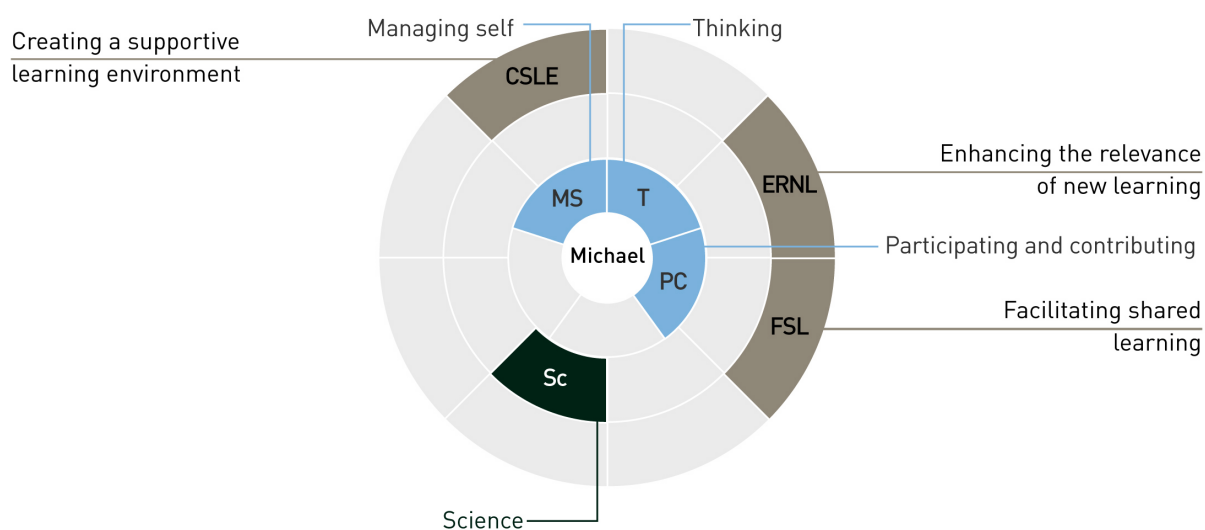 Managing self
Thinking
Creating a supportive
learning environment
CSLE
Enhancing the relevance
of new learning
ERNL
MS
T
Participating and contributing
Michael
PC
Facilitating shared
learning
FSL
Sc
Science